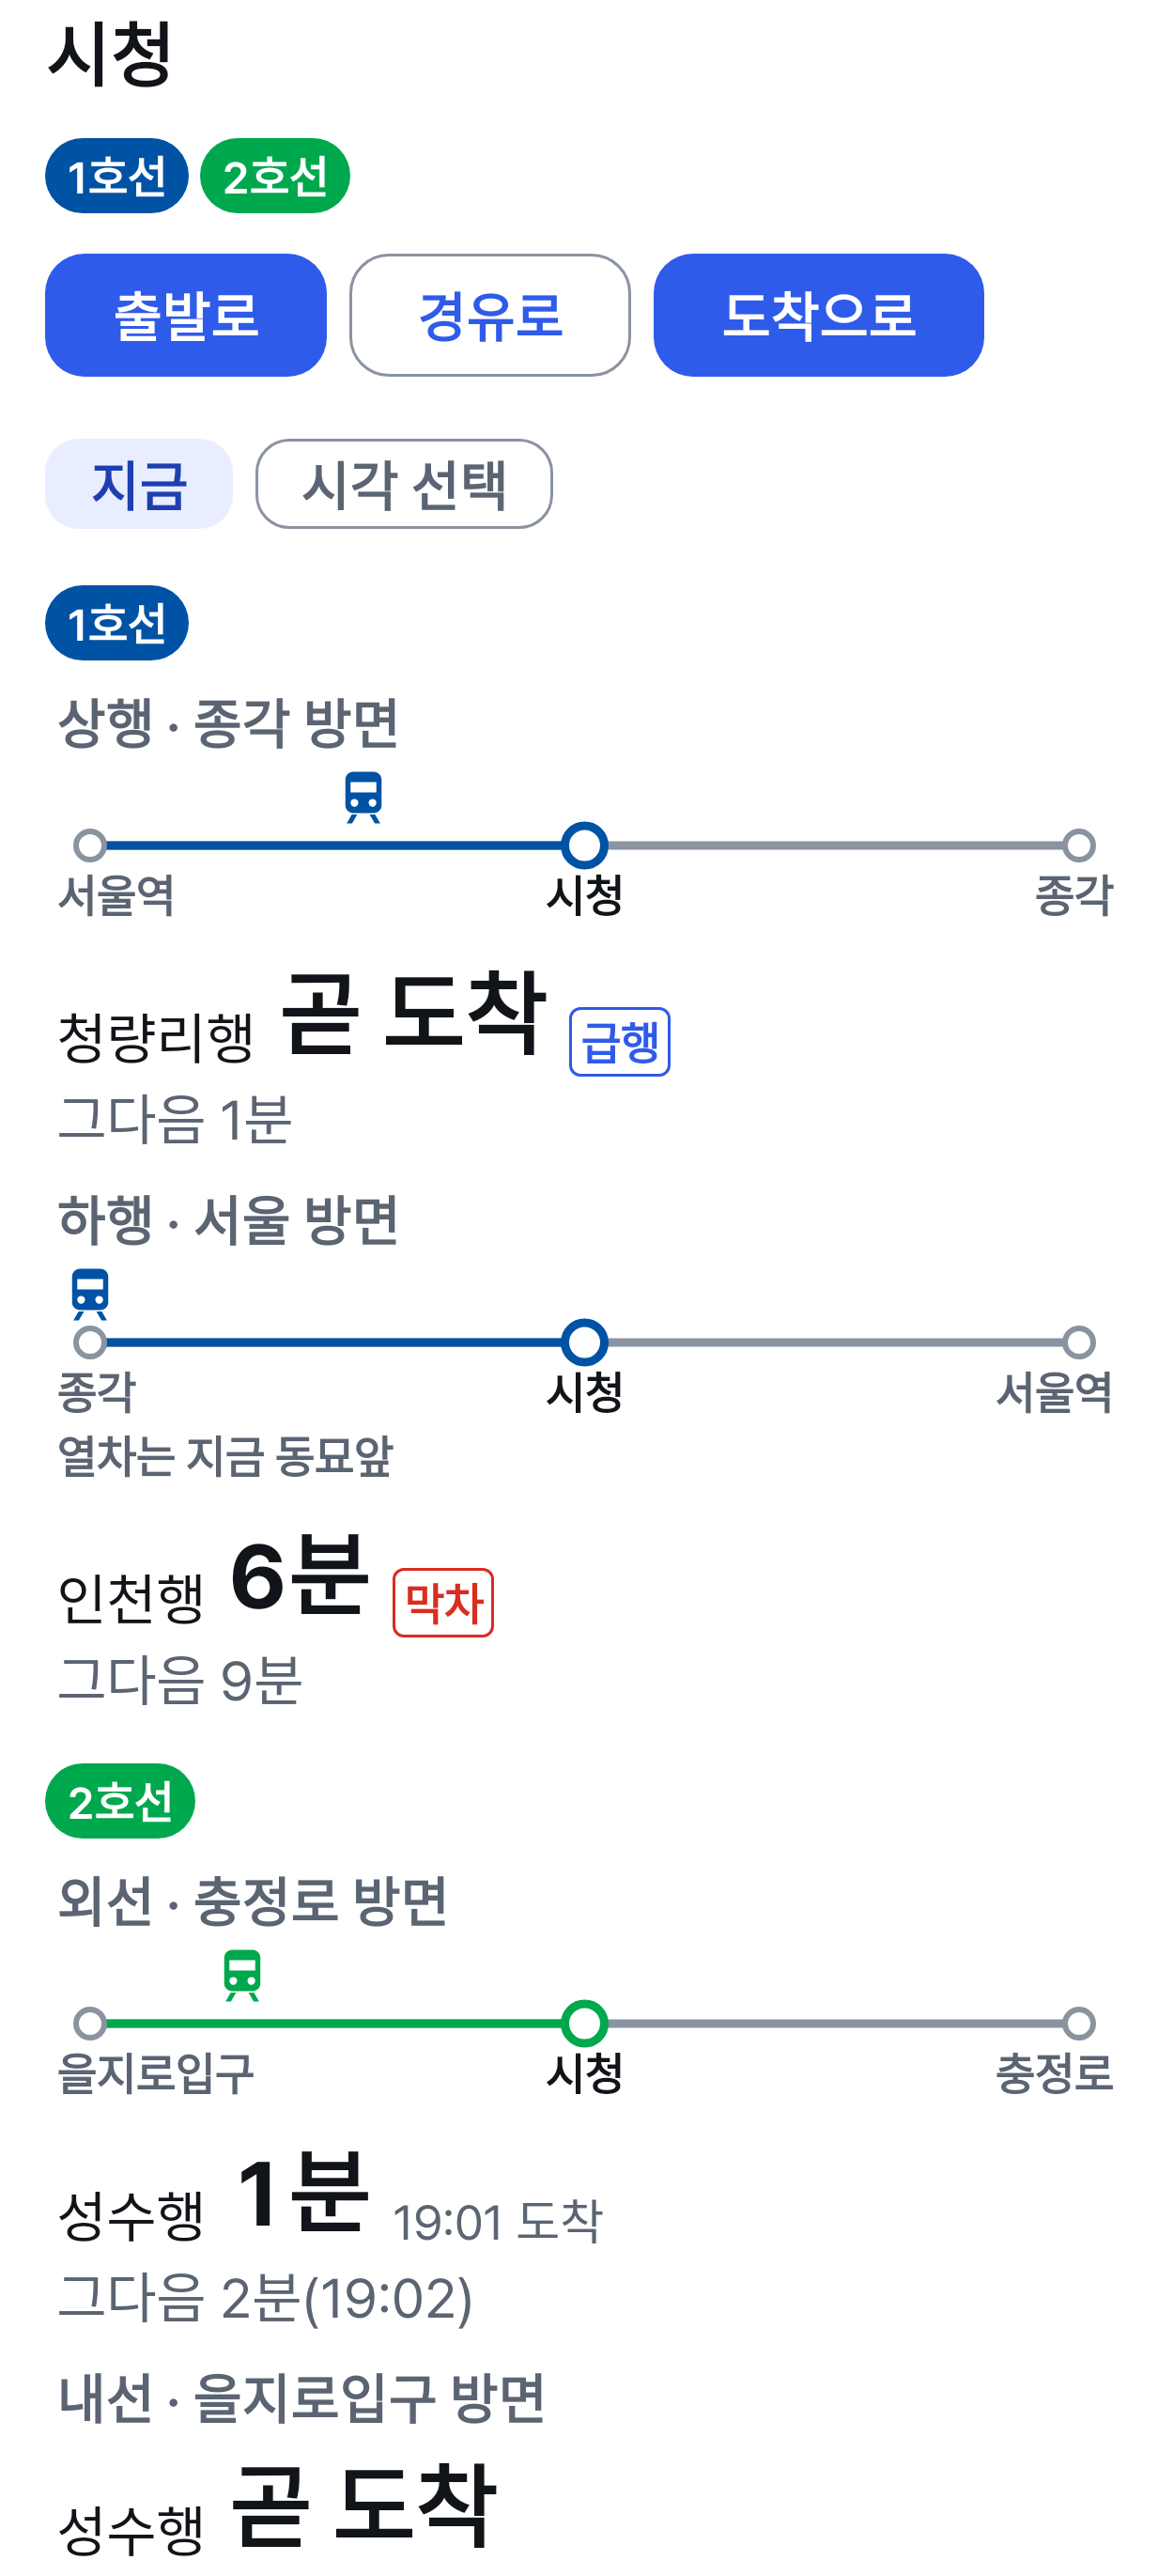 시청
1호선 2호선
출발로 경유로 도착으로
지금 시각 선택
1호선
상행 · 종각 방면
서울역 시청 종각
청량리행 곧 도착 급행
그다음 1분
하행 · 서울 방면
종각 시청 서울역
열차는 지금 동묘앞
인천행 6분 막차
그다음 9분
2호선
외선 · 충정로 방면
을지로입구 시청 충정로
성수행 1분 19:01 도착
그다음 2분(19:02)
내선 · 을지로입구 방면
성수행 곧 도착